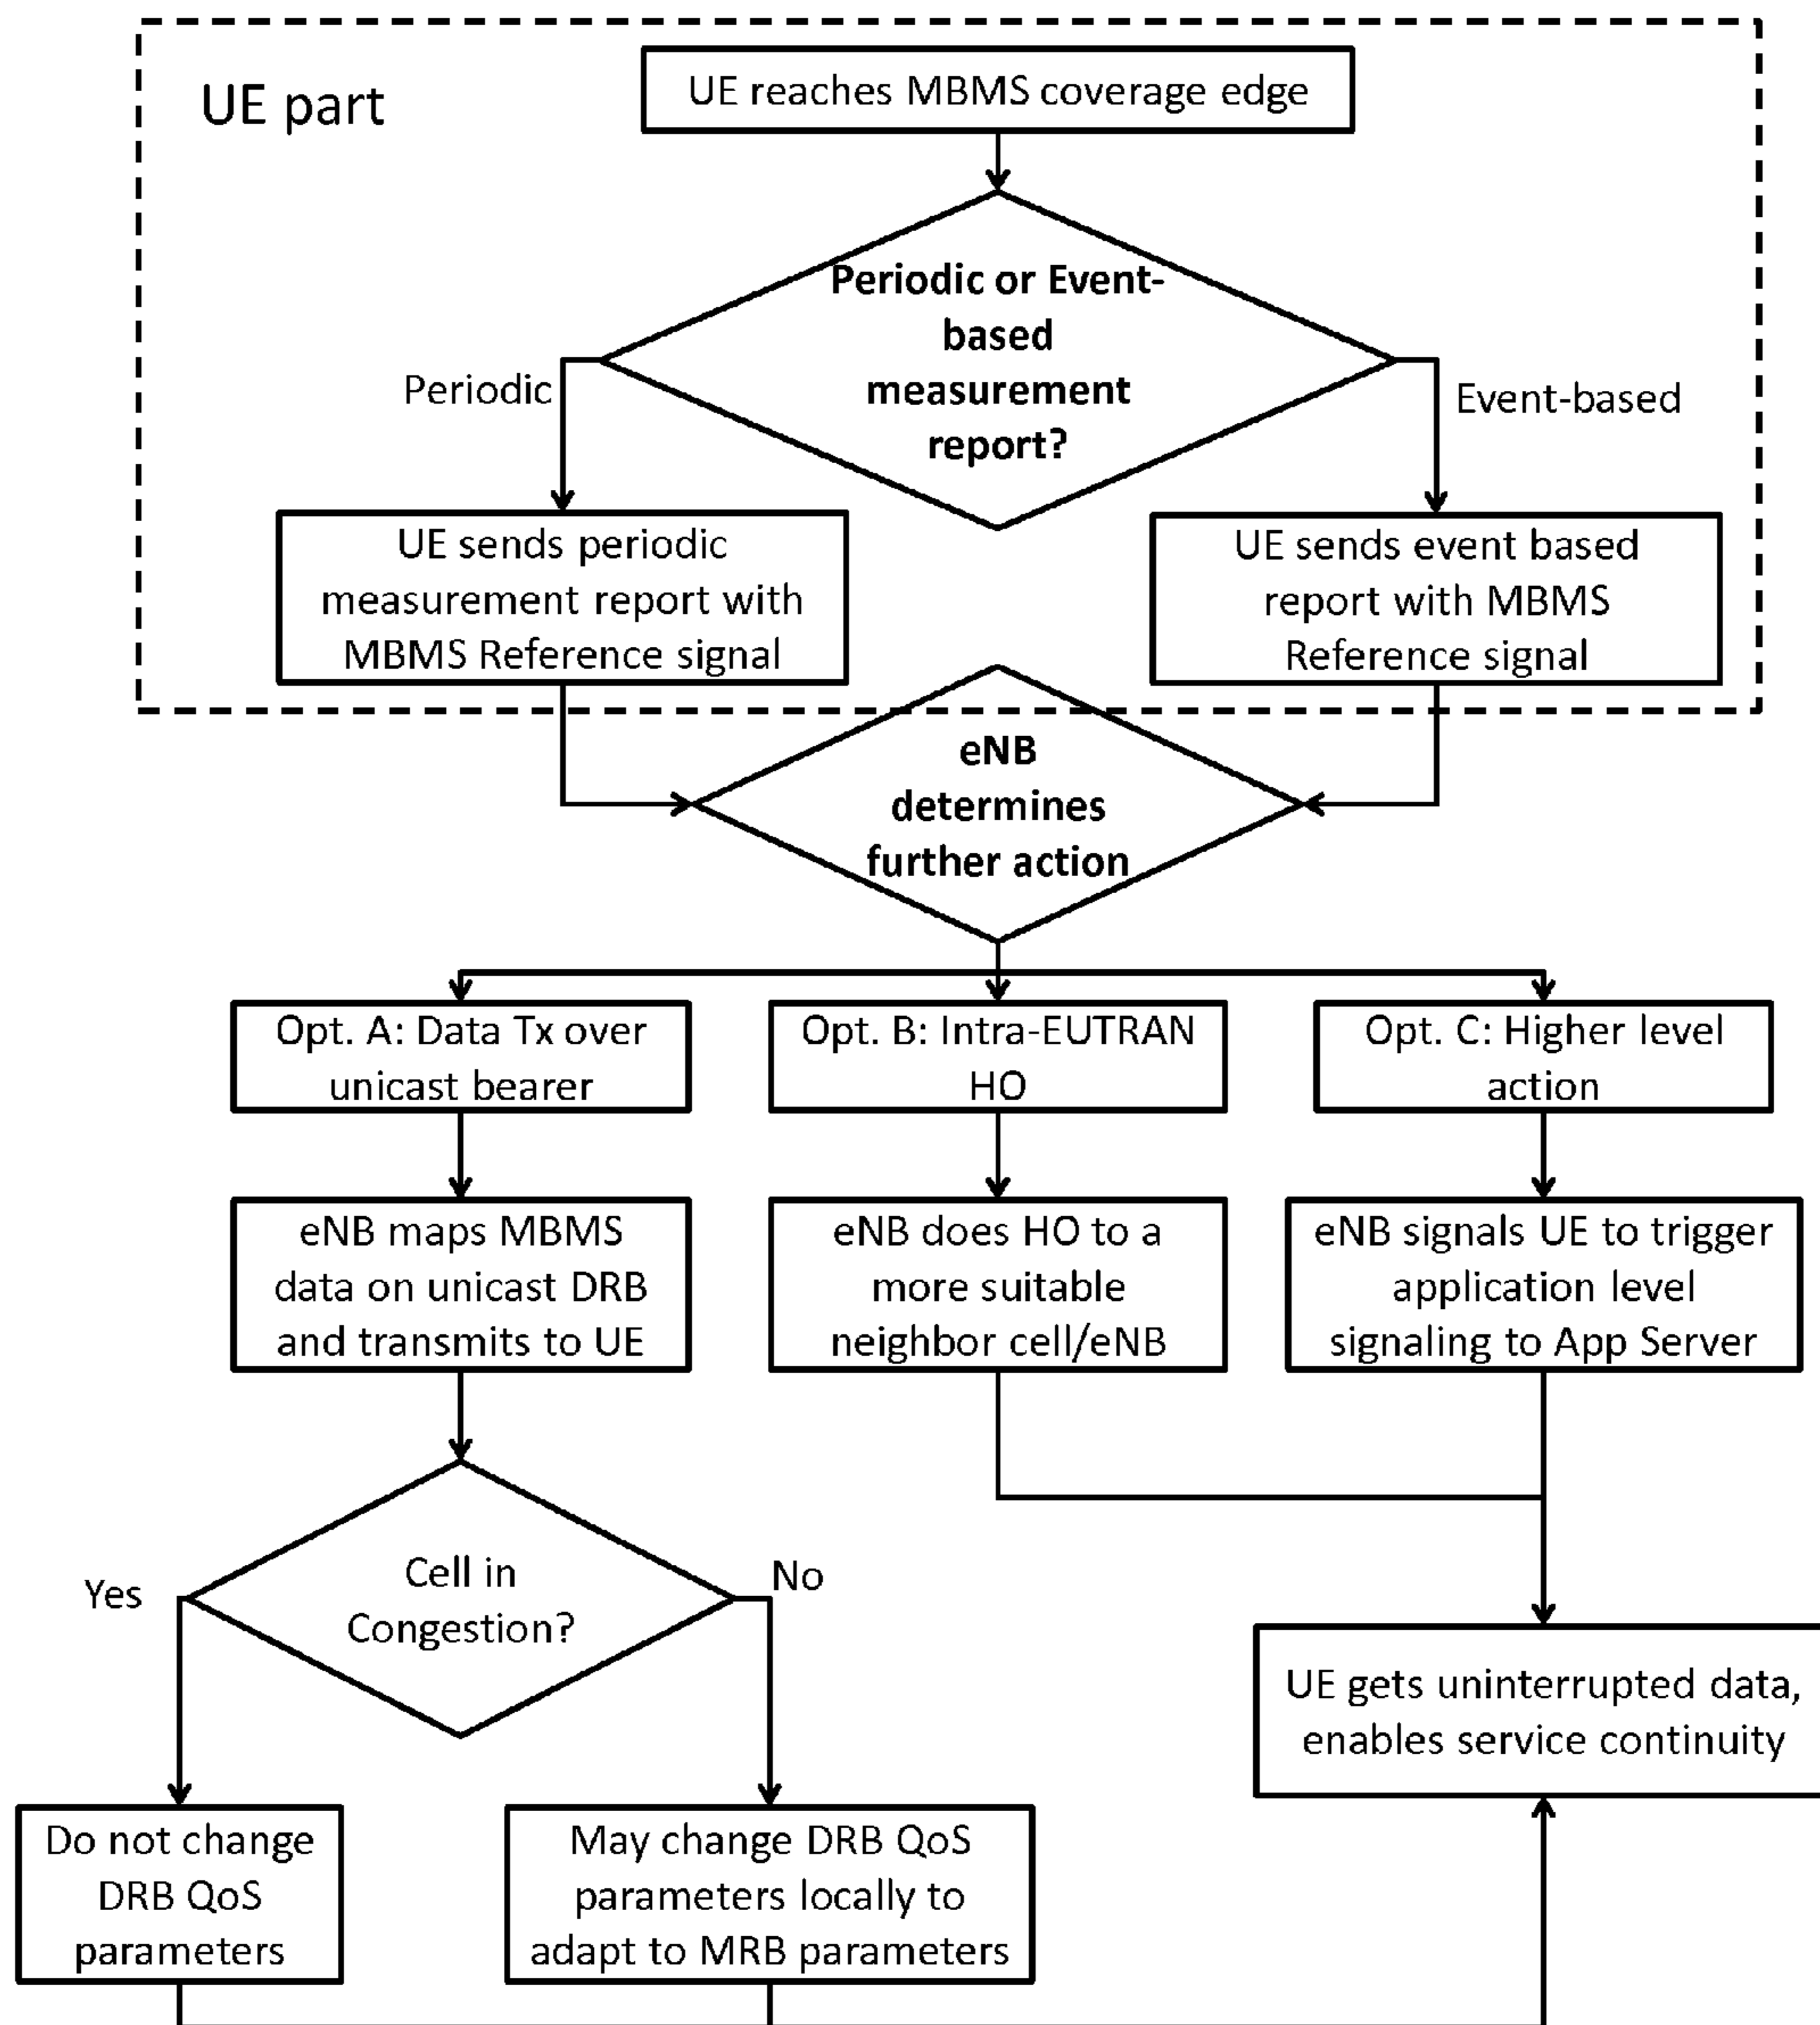 UE part
UE reaches MBMS coverage edge
Periodic or Event-
based
measurement
report?
Periodic
Event-based
UE sends periodic
measurement report with
MBMS Reference signal
UE sends event based
report with MBMS
Reference signal
eNB
determines
further action
Opt. A: Data Tx over
unicast bearer
Opt. B: Intra-EUTRAN
HO
Opt. C: Higher level
action
eNB maps MBMS
data on unicast DRB
and transmits to UE
eNB does HO to a
more suitable
neighbor cell/eNB
eNB signals UE to trigger
application level
signaling to App Server
Cell in
Congestion?
Yes
No
UE gets uninterrupted data,
enables service continuity
Do not change
DRB QoS
parameters
May change DRB QoS
parameters locally to
adapt to MRB parameters